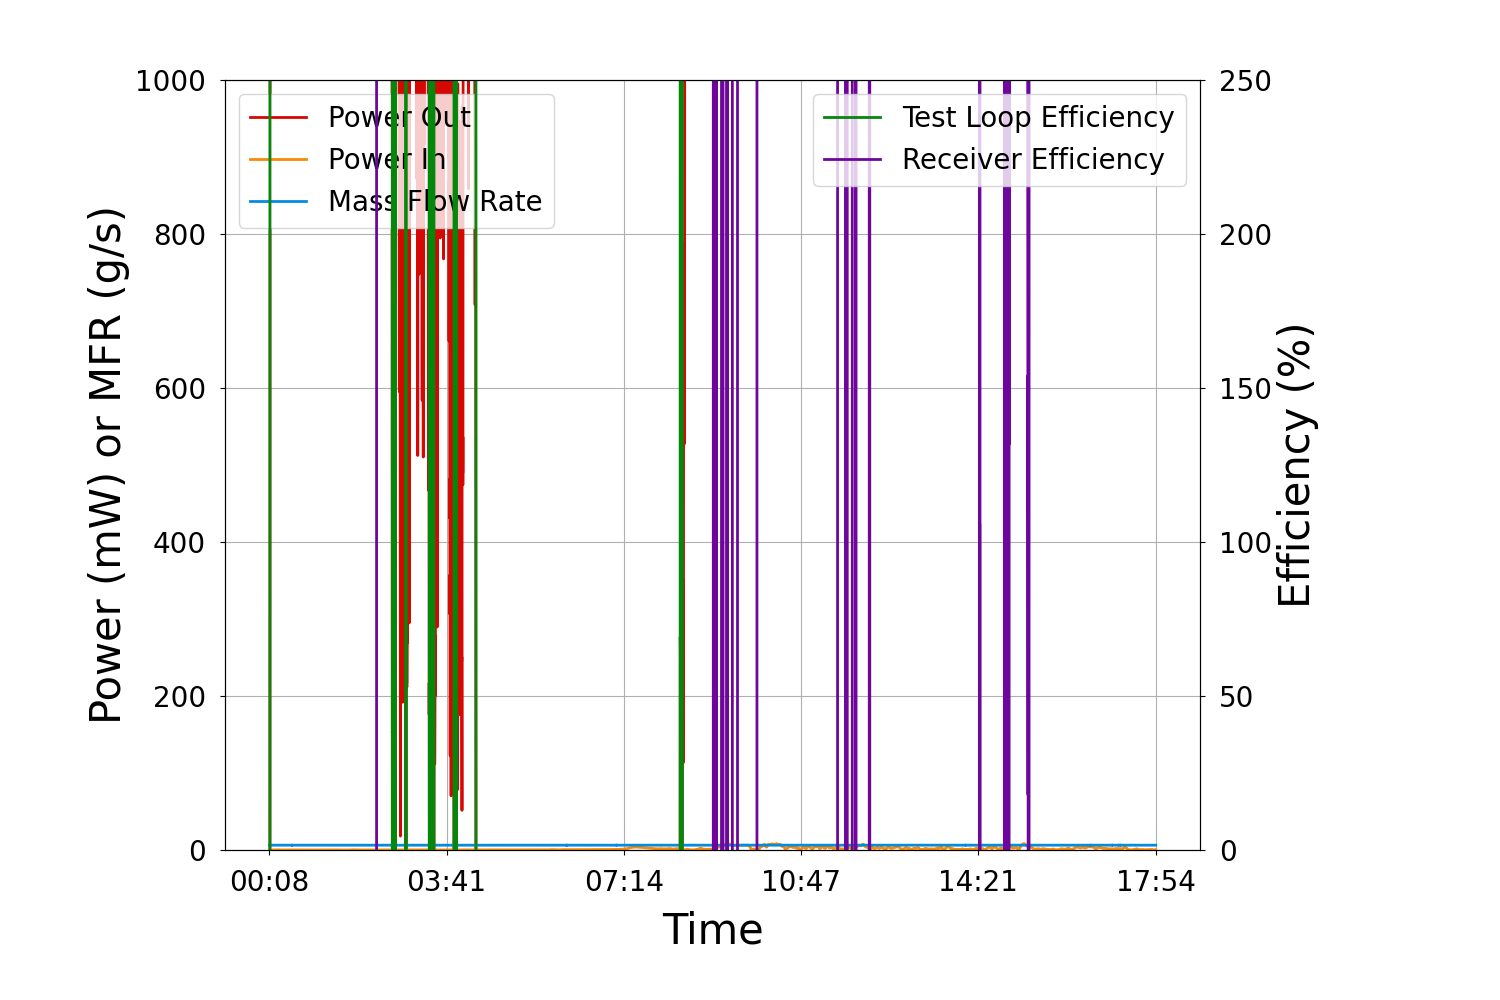 1000
800
600
400
200
0
Power (mW) or MFR (g/s)
Power Out
Power In
Mass Flow Rate
Test Loop Efficiency
Receiver Efficiency
250
200
150
100
50
0
Efficiency (%)
00:08 03:41 07:14 10:47 14:21 17:54
Time